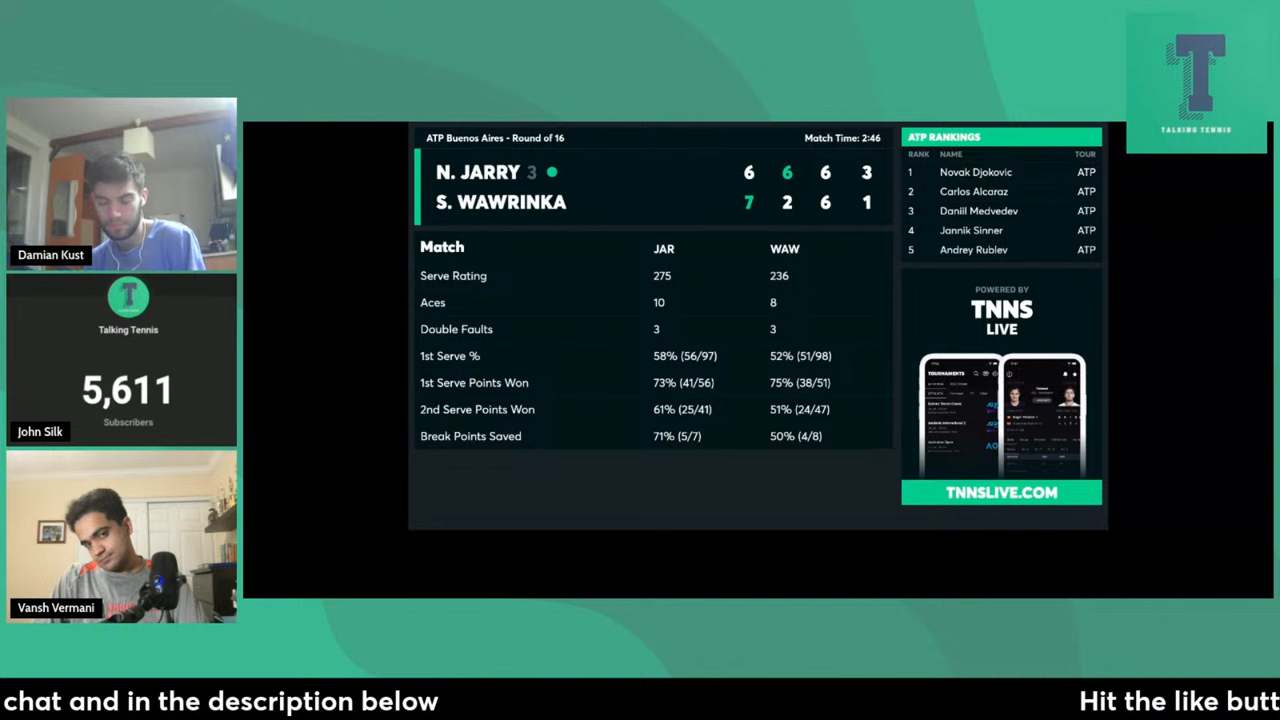 TALKING TENNIS
Damian Kust
Talking Tennis
5,611
Subscribers
John Silk
Vansh Vermani
ATP Buenos Aires - Round of 16 Match Time: 2:46
N. JARRY 3 6 6 6 3
S. WAWRINKA 7 2 6 1
Match JAR WAW
Serve Rating 275 236
Aces 10 8
Double Faults 3 3
1st Serve % 58% (56/97) 52% (51/98)
1st Serve Points Won 73% (41/56) 75% (38/51)
2nd Serve Points Won 61% (25/41) 51% (24/47)
Break Points Saved 71% (5/7) 50% (4/8)
ATP RANKINGS
RANK NAME TOUR
1 Novak Djokovic ATP
2 Carlos Alcaraz ATP
3 Daniil Medvedev ATP
4 Jannik Sinner ATP
5 Andrey Rublev ATP
POWERED BY
TNNS
LIVE
TOURNAMENTS
TNNSLIVE.COM
chat and in the description below Hit the like butt